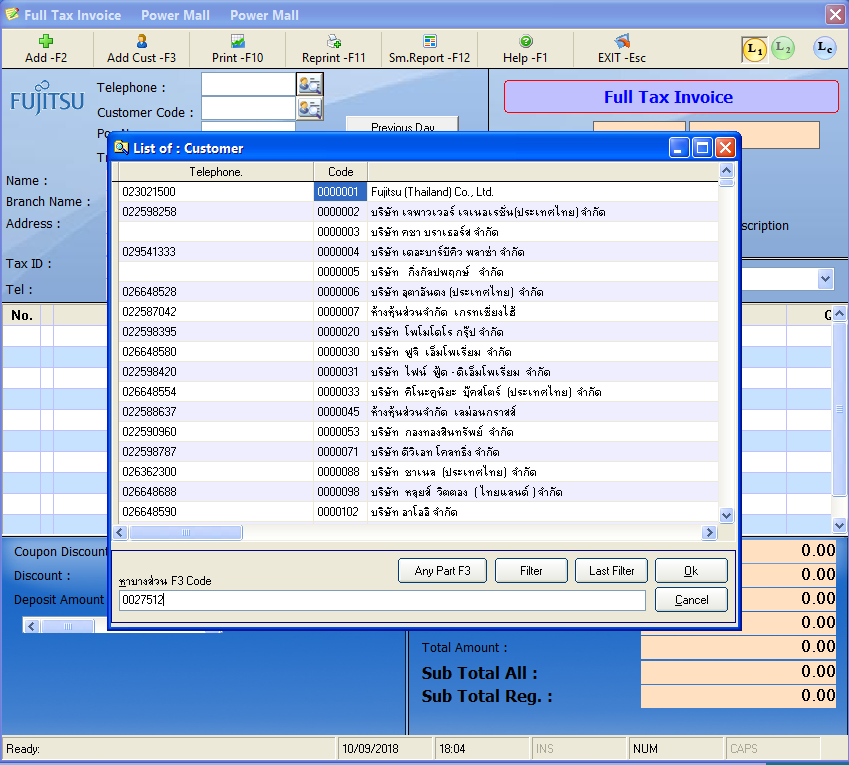 Full Tax Invoice Power Mall Power Mall
Add -F2 Add Cust -F3 Print -F10 Reprint -F11 Sm.Report -F12 Help -F1 EXIT -Esc L1 L2 Lc
FUJITSU
Telephone :
Customer Code :
Previous Day
Full Tax Invoice
Name :
Branch Name :
Address :
Tax ID :
Tel :
scription
No.
List of : Customer
Telephone. Code
023021500 0000001 Fujitsu (Thailand) Co., Ltd.
022598258 0000002 บริษัท เจพาวเวอร์ เจเนอเรชั่น(ประเทศไทย) จำกัด
0000003 บริษัท คชา บราเธอร์ส จำกัด
029541333 0000004 บริษัท เดอะบาร์บีคิว พลาซ่า จำกัด
0000005 บริษัท กิ่งกัลปพฤกษ์ จำกัด
026648528 0000006 บริษัท อุตาอันดง (ประเทศไทย) จำกัด
022587042 0000007 ห้างหุ้นส่วนจำกัด เกรทเซี่ยงไฮ้
022598395 0000020 บริษัท โพโมโดโร กรุ๊ป จำกัด
026648580 0000030 บริษัท ฟูจิ เอ็มโพเรี่ยม จำกัด
022598420 0000031 บริษัท ไฟน์ ฟู้ด - ดิเอ็มโพเรี่ยม จำกัด
026648554 0000033 บริษัท คิโนะคูนิยะ บุ๊คสโตร์ (ประเทศไทย) จำกัด
022588637 0000045 ห้างหุ้นส่วนจำกัด เลม่อนกราสส์
022590960 0000053 บริษัท กองทองสินทรัพย์ จำกัด
022598787 0000071 บริษัท ดีวีเอท โคลทธิ่ง จำกัด
026362300 0000088 บริษัท ชาเนล (ประเทศไทย) จำกัด
026648688 0000098 บริษัท หลุยส์ วิตตอง ( ไทยแลนด์ ) จำกัด
026648590 0000102 บริษัท อาโออิ จำกัด
Any Part F3 Filter Last Filter Ok
หาบางส่วน F3 Code
0027512 Cancel
Coupon Discount 0.00
Discount : 0.00
Deposit Amount 0.00
0.00
Total Amount : 0.00
Sub Total All : 0.00
Sub Total Reg. : 0.00
Ready: 10/09/2018 18:04 INS NUM CAPS